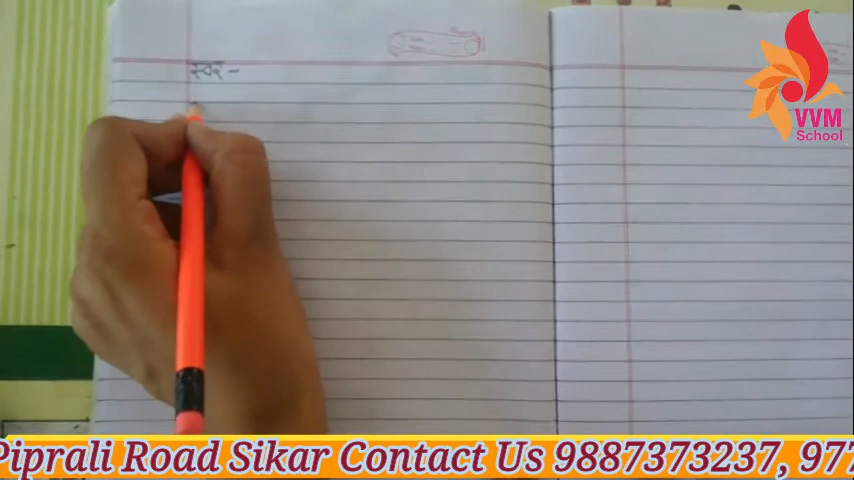 स्वर -
VVM
School
Piprali Road Sikar Contact Us 9887373237, 977